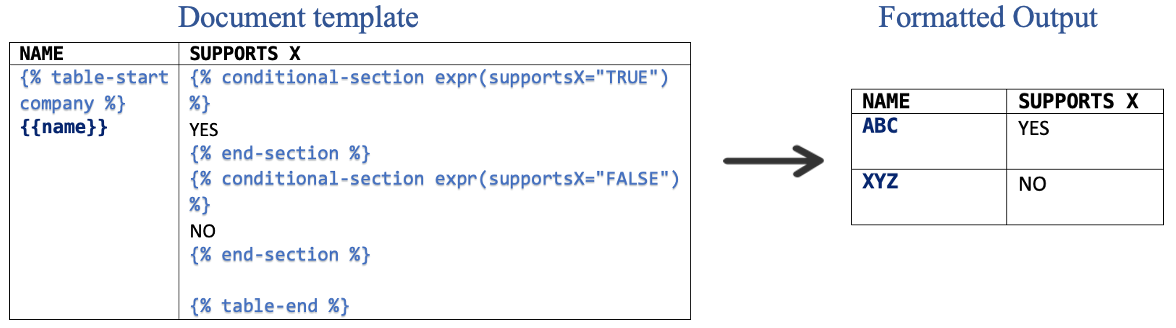 Document template
NAME
SUPPORTS X
{% table-start
company %}
{{name}}
{% conditional-section expr(supportsX="TRUE")
%}
YES
{% end-section %}
{% conditional-section expr(supportsX="FALSE")
%}
NO
{% end-section %}
{% table-end %}
Formatted Output
NAME
SUPPORTS X
ABC
YES
XYZ
NO